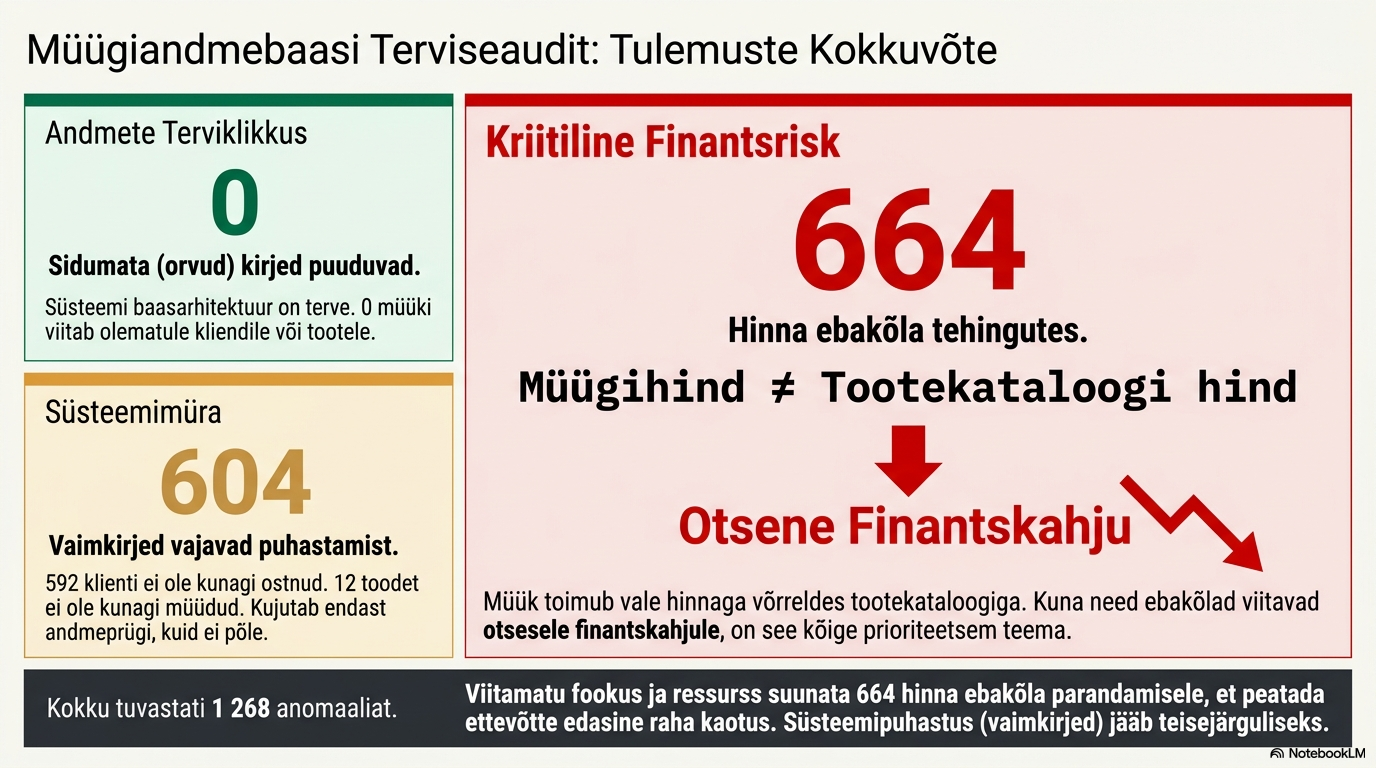 Müügiandmebaasi Terviseaudit: Tulemuste Kokkuvõte
Andmete Terviklikkus
0
Sidumata (orvud) kirjed puuduvad.
Süsteemi baasarhitektuur on terve. 0 müüki
viitab olematule kliendile või tootele.
Süsteemimüra
604
Vaimkirjed vajavad puhastamist.
592 klienti ei ole kunagi ostnud. 12 toodet
ei ole kunagi müüdud. Kujutab endast
andmeprügi, kuid ei põle.
Kriitiline Finantsrisk
664
Hinna ebakõla tehingutes.
Müügihind ≠ Tootekataloogi hind
Otsene Finantskahju
Müük toimub vale hinnaga võrreldes tootekataloogiga. Kuna need ebakõlad viitavad
otsesele finantskahjule, on see kõige prioriteetsem teema.
Kokku tuvastati 1 268 anomaaliat.
Viitamatu fookus ja ressurss suunata 664 hinna ebakõla parandamisele, et peatada
ettevõtte edasine raha kaotus. Süsteemipuhastus (vaimkirjed) jääb teisejärguliseks.
NotebookLM